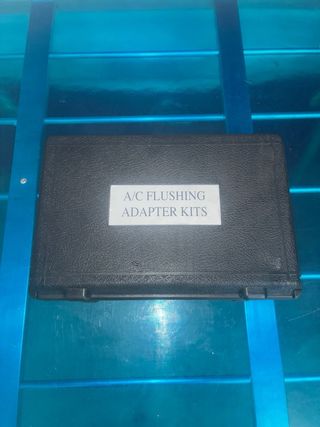 A/C FLUSHING
ADAPTER KITS